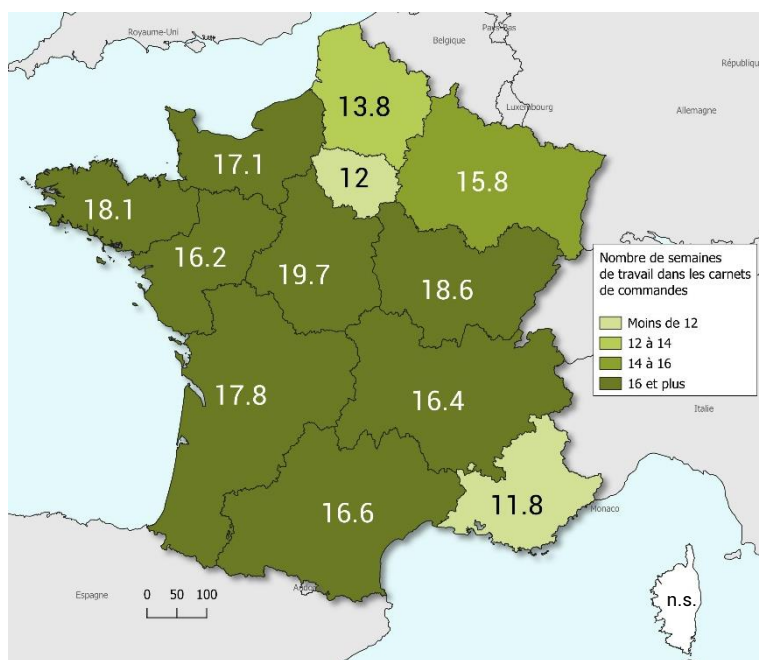 Royaume-Uni
Belgique
Pays-Bas
République
Luxembourg
Allemagne
13.8
17.1
12
15.8
18.1
16.2
19.7
18.6
Nombre de semaines
de travail dans les carnets
de commandes
Moins de 12
12 à 14
14 à 16
16 et plus
17.8
16.4
Italie
16.6
11.8
Monaco
Espagne
0 50 100
n.s.